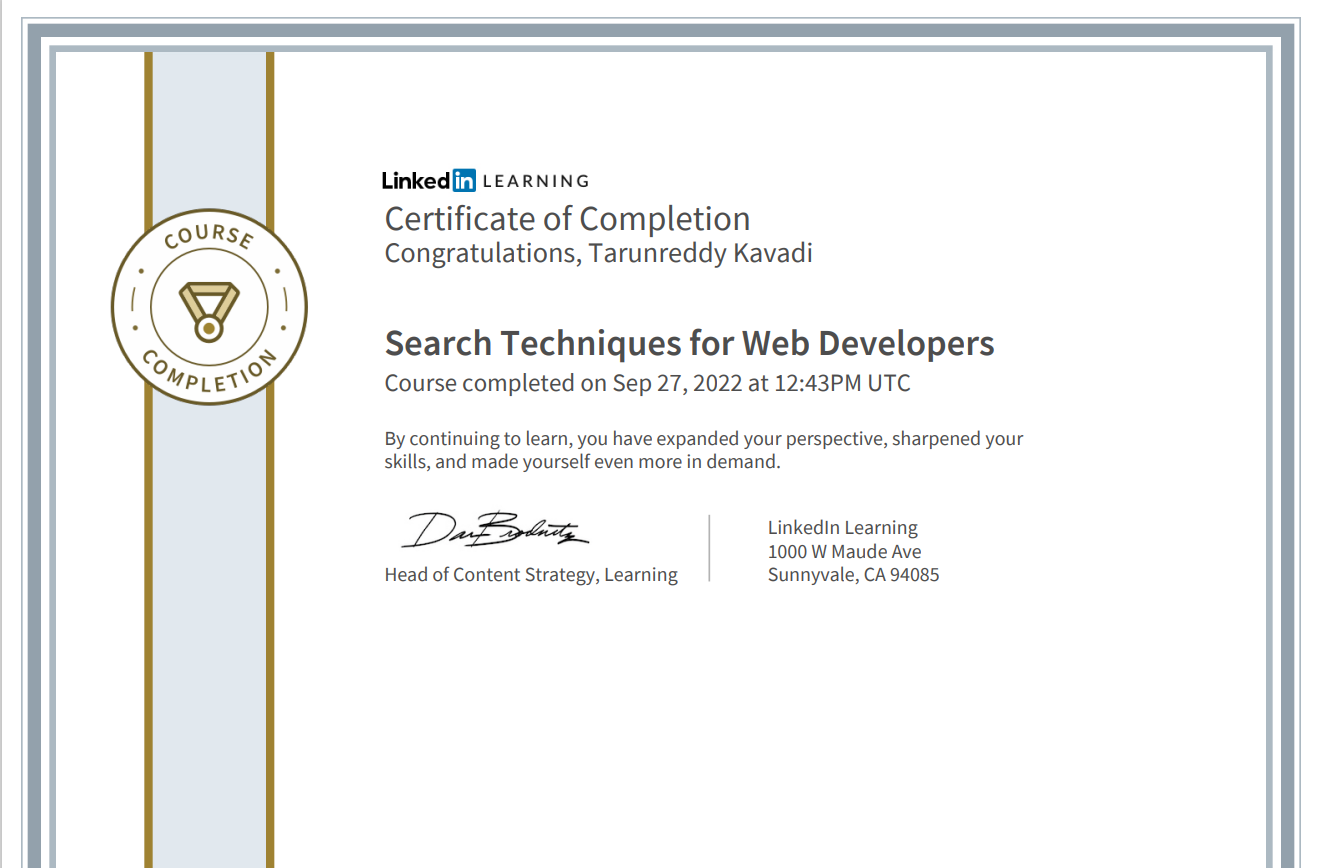 LinkedIn LEARNING
Certificate of Completion
Congratulations, Tarunreddy Kavadi
COURSE
COMPLETION
Search Techniques for Web Developers
Course completed on Sep 27, 2022 at 12:43PM UTC
By continuing to learn, you have expanded your perspective, sharpened your
skills, and made yourself even more in demand.
Head of Content Strategy, Learning
LinkedIn Learning
1000 W Maude Ave
Sunnyvale, CA 94085